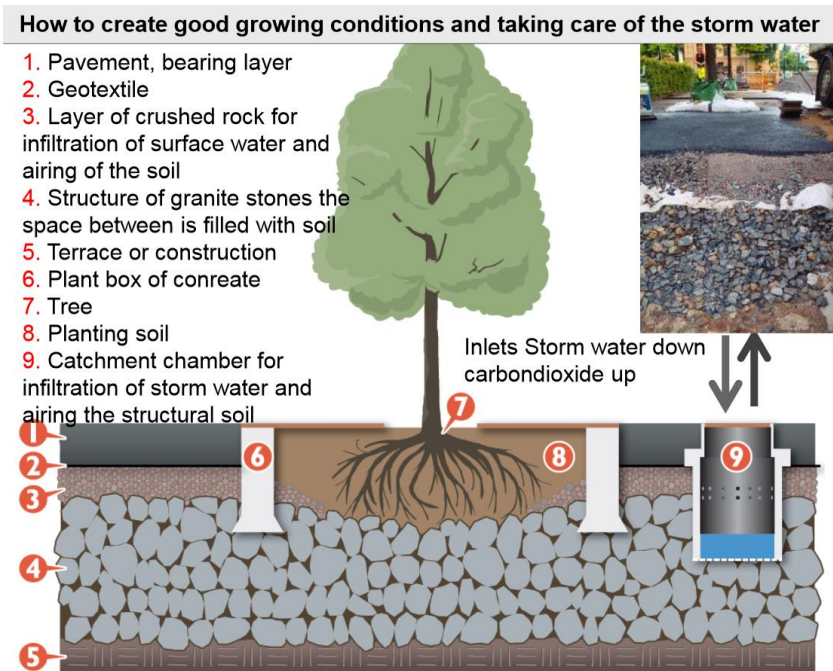 How to create good growing conditions and taking care of the storm water
1. Pavement, bearing layer
2. Geotextile
3. Layer of crushed rock for
infiltration of surface water and
airing of the soil
4. Structure of granite stones the
space between is filled with soil
5. Terrace or construction
6. Plant box of conreate
7. Tree
8. Planting soil
9. Catchment chamber for
infiltration of storm water and
airing the structural soil
Inlets Storm water down
carbondioxide up
1
2
3
4
5
6
7
8
9